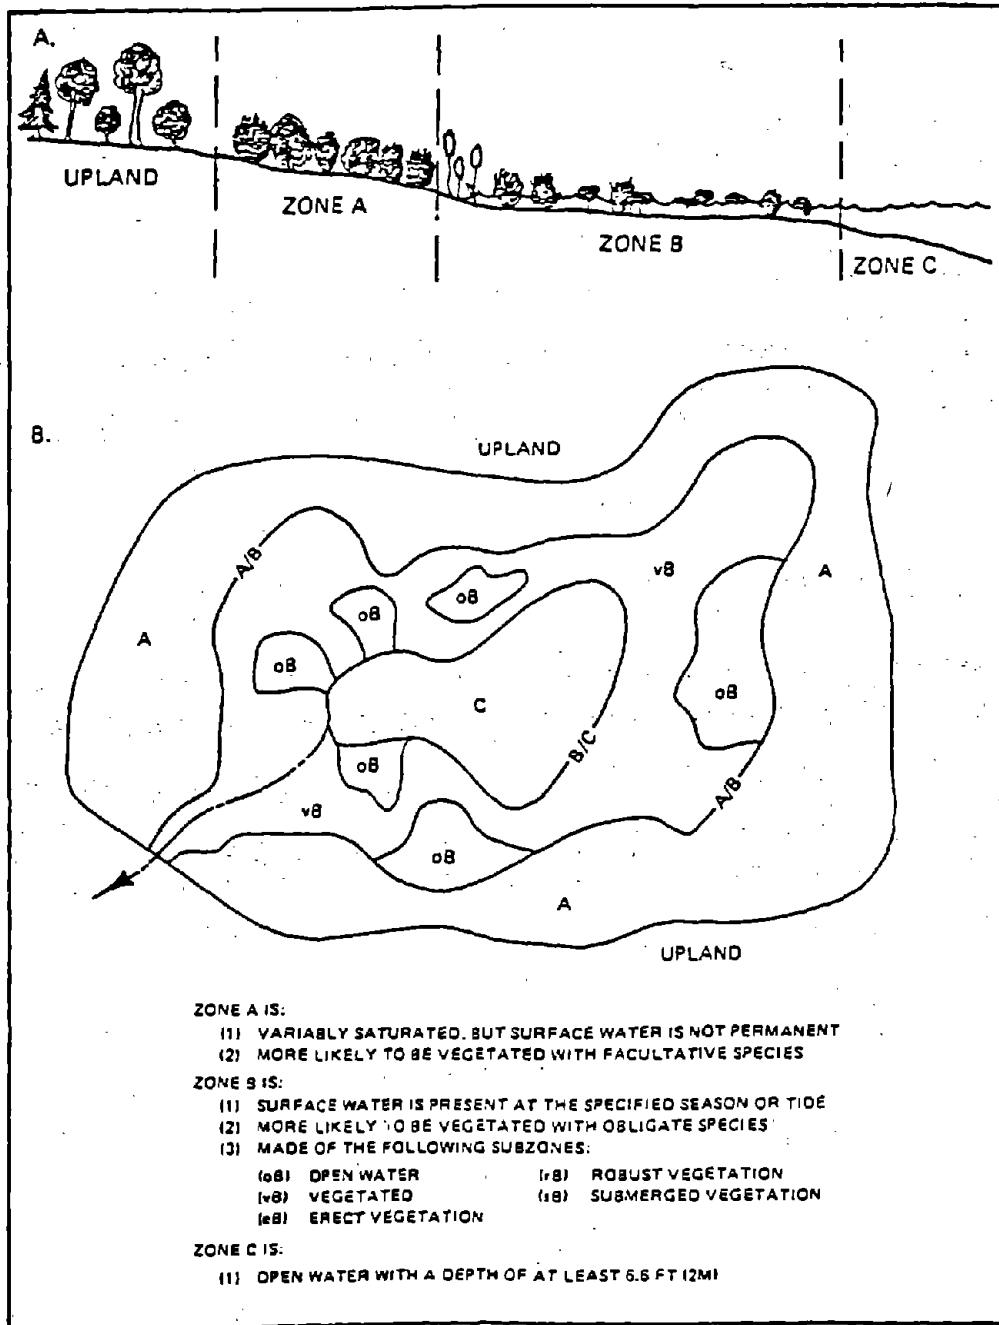 A.
UPLAND
ZONE A
ZONE B
ZONE C
B.
UPLAND
A/B
vB
A
oB
oB
A
oB
oB
C
B/C
oB
A/B
vB
oB
A
UPLAND
ZONE A IS:
(1) VARIABLY SATURATED, BUT SURFACE WATER IS NOT PERMANENT
(2) MORE LIKELY TO BE VEGETATED WITH FACULTATIVE SPECIES
ZONE B IS:
(1) SURFACE WATER IS PRESENT AT THE SPECIFIED SEASON OR TIDE
(2) MORE LIKELY TO BE VEGETATED WITH OBLIGATE SPECIES
(3) MADE OF THE FOLLOWING SUBZONES:
(oB) OPEN WATER (rB) ROBUST VEGETATION
(vB) VEGETATED (sB) SUBMERGED VEGETATION
(eB) ERECT VEGETATION
ZONE C IS:
(1) OPEN WATER WITH A DEPTH OF AT LEAST 6.6 FT (2M)